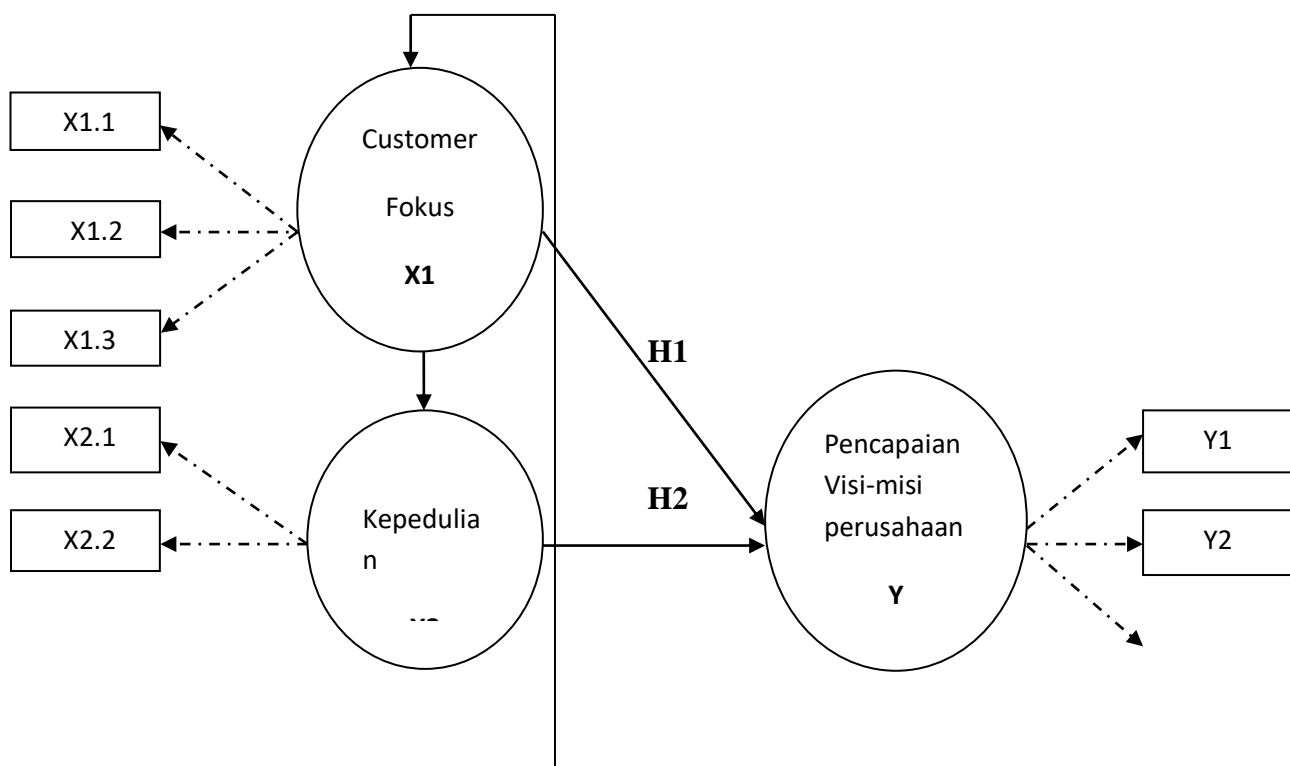 X1.1
X1.2
X1.3
X2.1
X2.2
Customer
Fokus
X1
Kepedulia
n
H1
H2
Pencapaian
Visi-misi
perusahaan
Y
Y1
Y2